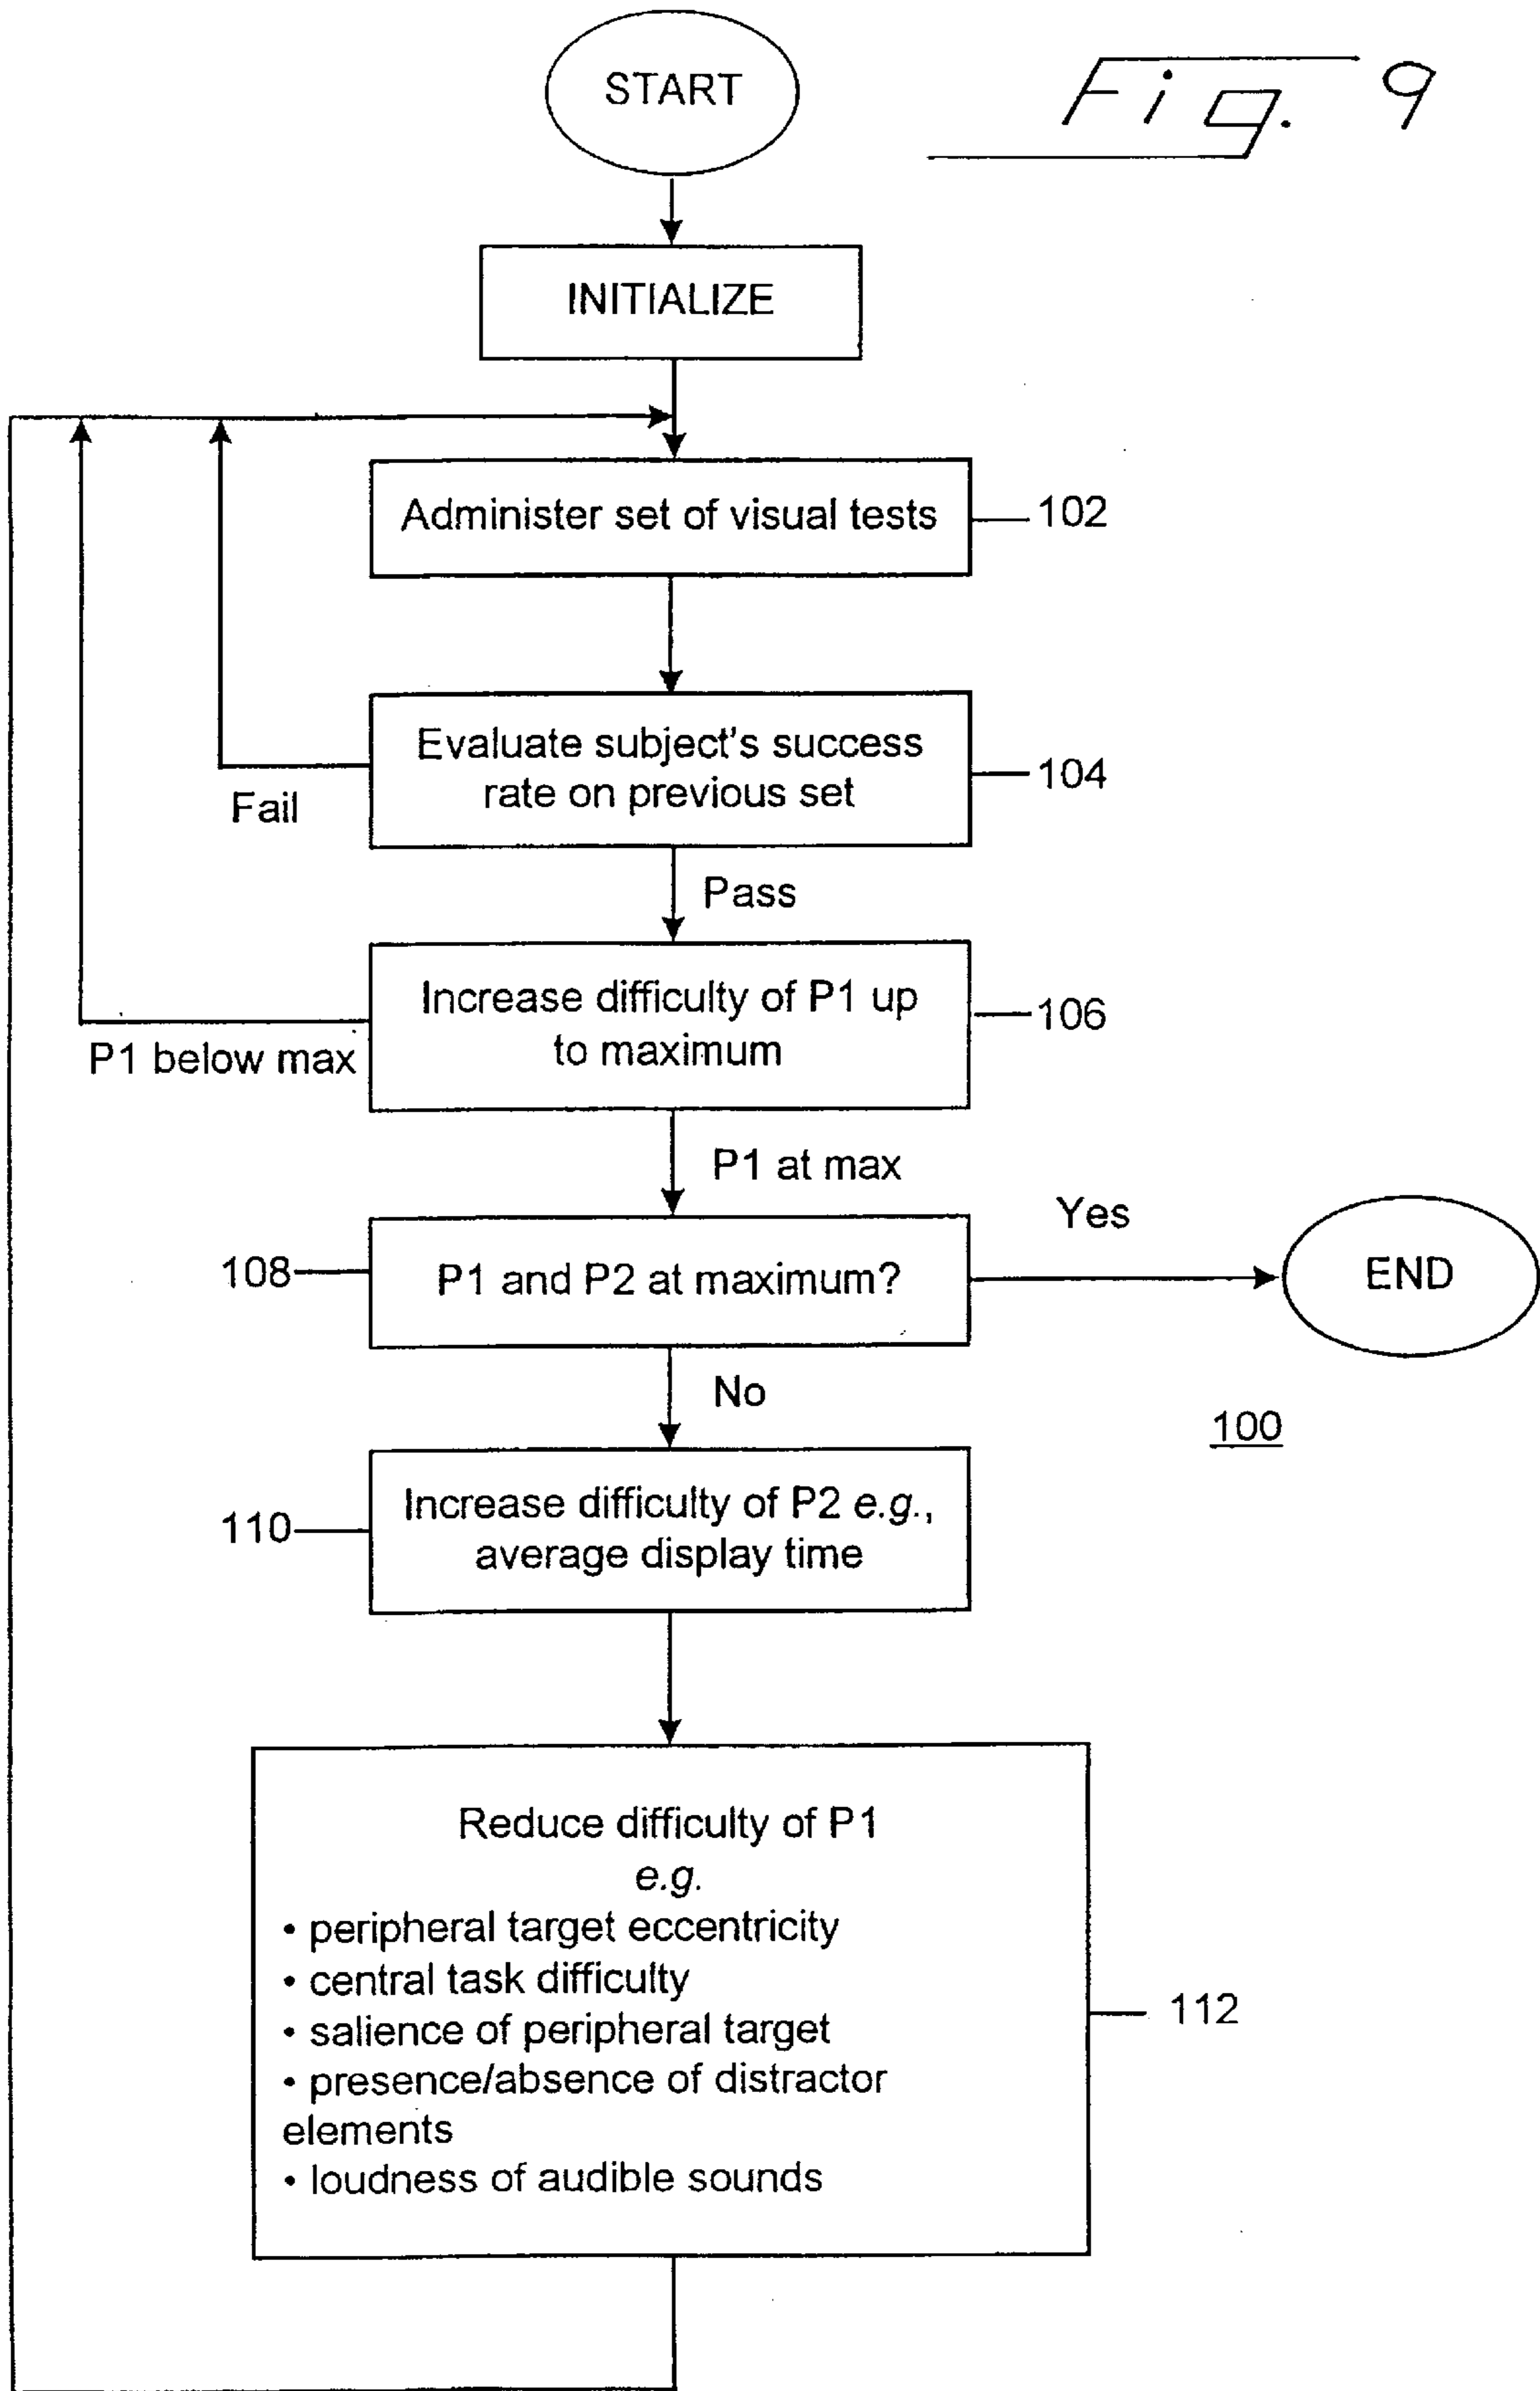 START
Fig. 9
INITIALIZE
Administer set of visual tests
102
Evaluate subject's success
rate on previous set
104
Fail
Pass
Increase difficulty of P1 up
to maximum
106
P1 below max
P1 at max
108
P1 and P2 at maximum?
Yes
END
No
100
110
Increase difficulty of P2 e.g.,
average display time
Reduce difficulty of P1
e.g.
• peripheral target eccentricity
• central task difficulty
• salience of peripheral target
• presence/absence of distractor
elements
• loudness of audible sounds
112